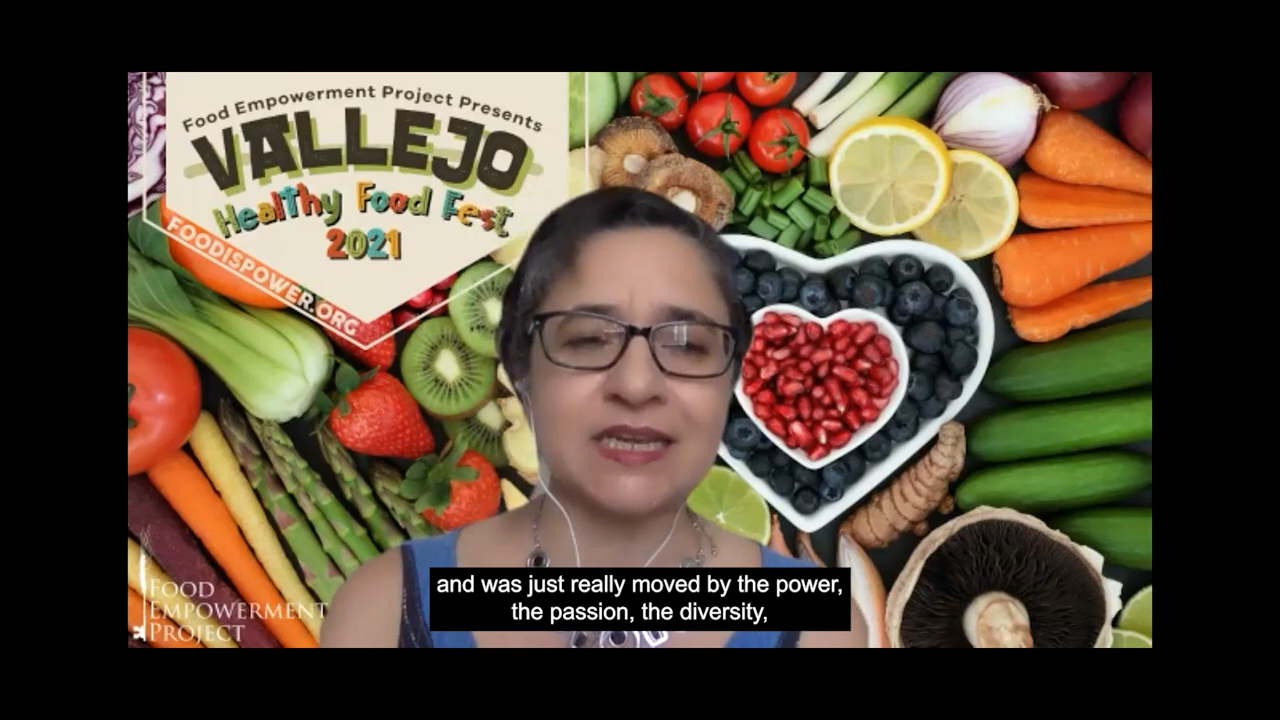 Food Empowerment Project Presents
VALLEJO
Healthy Food Fest
2021
FOODISPOWER.ORG
FOOD
EMPOWERMENT
PROJECT
and was just really moved by the power,
the passion, the diversity,